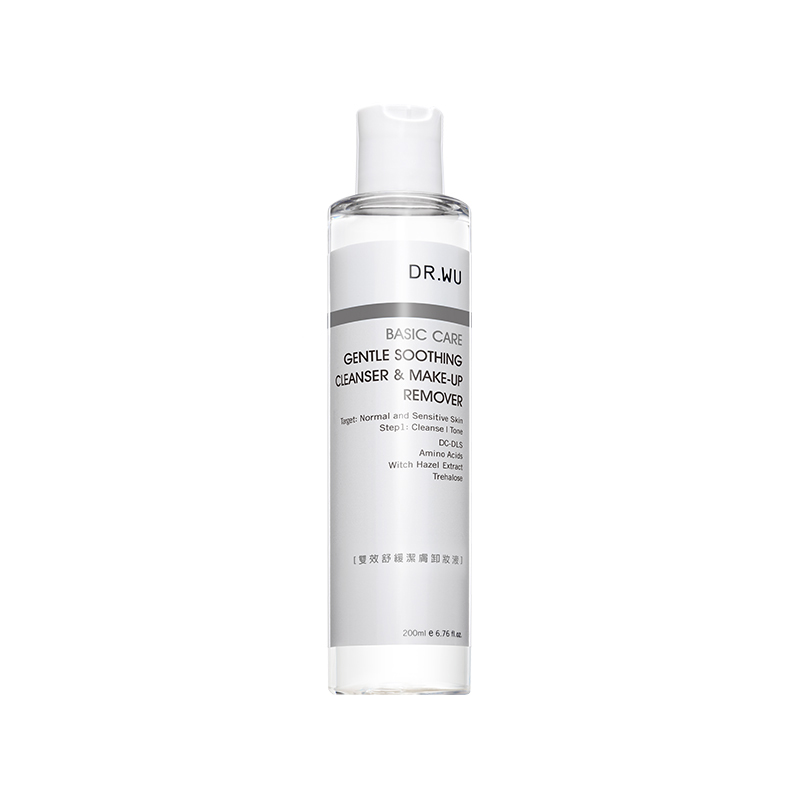 DR.WU
BASIC CARE
GENTLE SOOTHING
CLEANSER & MAKE-UP
REMOVER
Target: Normal and Sensitive Skin
Step1: Cleanse | Tone
DC-DLS
Amino Acids
Witch Hazel Extract
Trehalose
[雙效舒緩潔膚卸妝液]
200ml e 6.76 fl.oz.